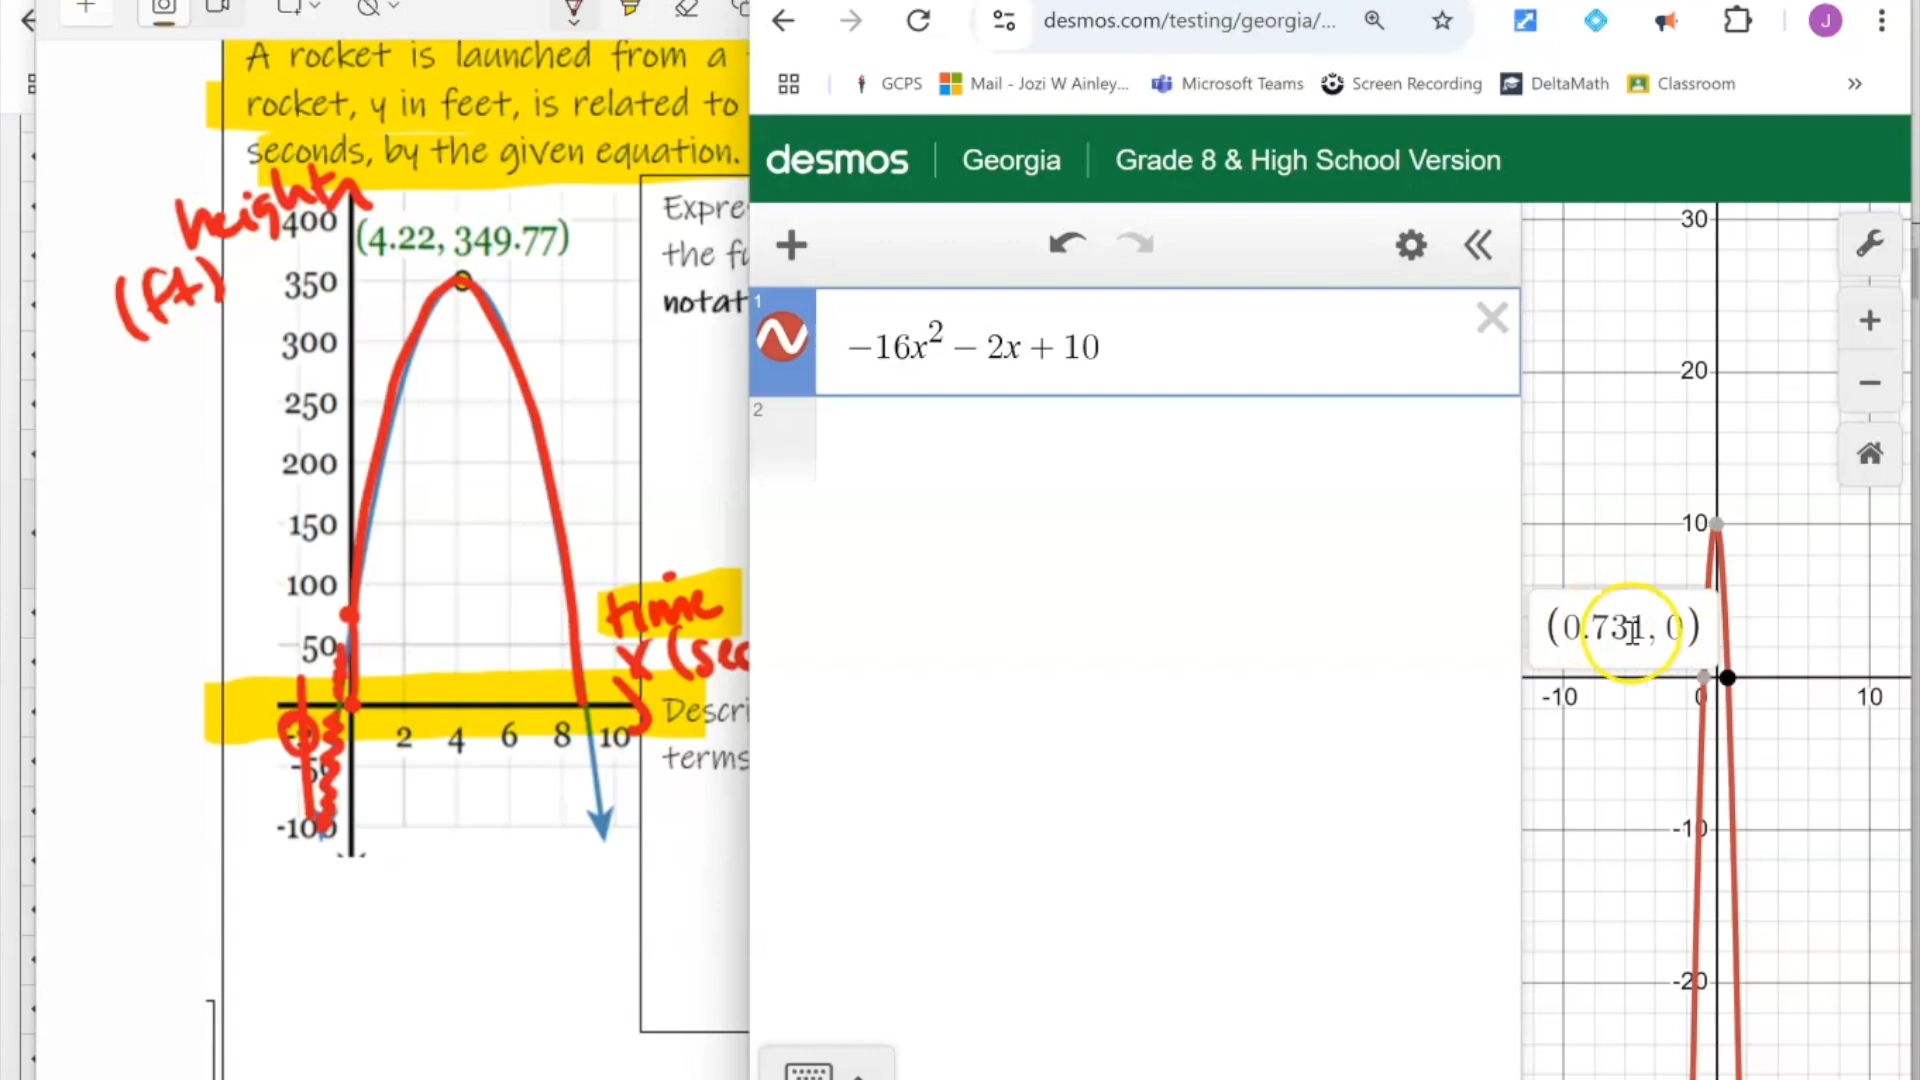 A rocket is launched from a
rocket, y in feet, is related to
seconds, by the given equation.
height
(ft)
400
(4.22, 349.77)
350
300
250
200
150
100
50
2 4 6 8 10
-100
time
x (sec
Expre
the fu
notat
Descri
terms
desmos.com/testing/georgia/...
J
GCPS
Mail - Jozi W Ainley...
Microsoft Teams
Screen Recording
DeltaMath
Classroom
»
desmos
Georgia
Grade 8 & High School Version
1
−16x² − 2x + 10
2
30
20
10
(0.731, 0)
-10 0 10
-10
-20